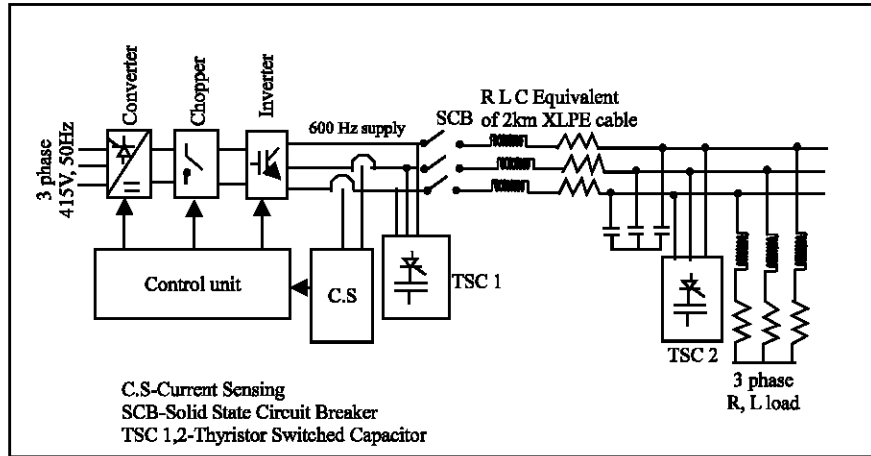 Converter
Chopper
Inverter
3 phase
415V, 50Hz
600 Hz supply
SCB
R L C Equivalent
of 2km XLPE cable
Control unit
C.S
TSC 1
TSC 2
3 phase
R, L load
C.S-Current Sensing
SCB-Solid State Circuit Breaker
TSC 1,2-Thyristor Switched Capacitor